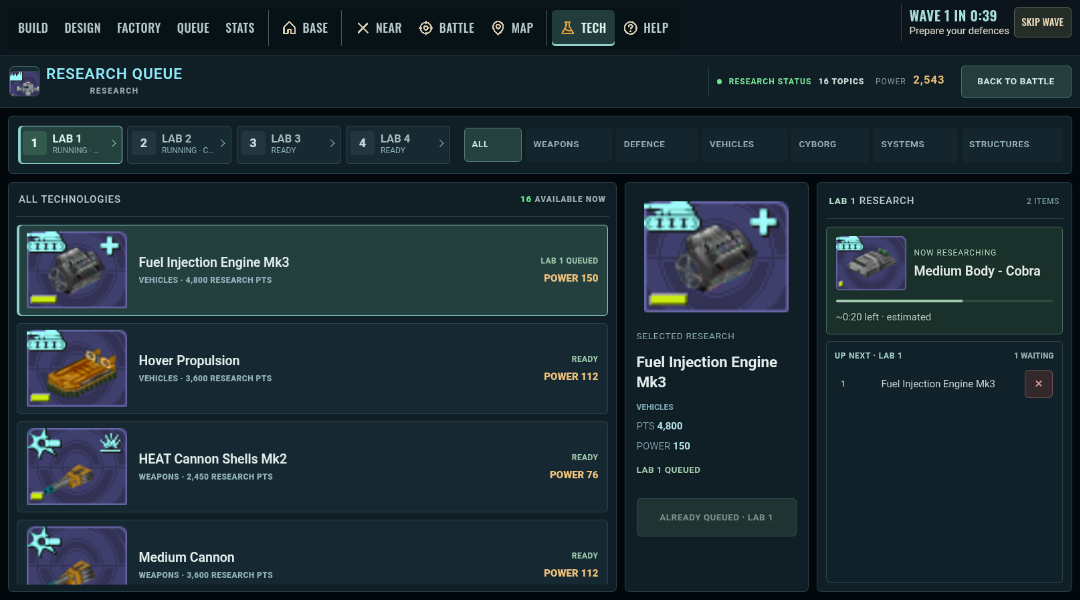 BUILD DESIGN FACTORY QUEUE STATS BASE NEAR BATTLE MAP TECH HELP
WAVE 1 IN 0:39
Prepare your defences
SKIP WAVE
RESEARCH QUEUE
RESEARCH
RESEARCH STATUS 16 TOPICS POWER 2,543
BACK TO BATTLE
1 LAB 1
RUNNING · ...
2 LAB 2
RUNNING · C...
3 LAB 3
READY
4 LAB 4
READY
ALL WEAPONS DEFENCE VEHICLES CYBORG SYSTEMS STRUCTURES
ALL TECHNOLOGIES
16 AVAILABLE NOW
Fuel Injection Engine Mk3
VEHICLES · 4,800 RESEARCH PTS
LAB 1 QUEUED
POWER 150
Hover Propulsion
VEHICLES · 3,600 RESEARCH PTS
READY
POWER 112
HEAT Cannon Shells Mk2
WEAPONS · 2,450 RESEARCH PTS
READY
POWER 76
Medium Cannon
WEAPONS · 3,600 RESEARCH PTS
READY
POWER 112
SELECTED RESEARCH
Fuel Injection Engine
Mk3
VEHICLES
PTS 4,800
POWER 150
LAB 1 QUEUED
ALREADY QUEUED · LAB 1
LAB 1 RESEARCH
2 ITEMS
NOW RESEARCHING
Medium Body - Cobra
~0:20 left · estimated
UP NEXT · LAB 1
1 WAITING
1 Fuel Injection Engine Mk3